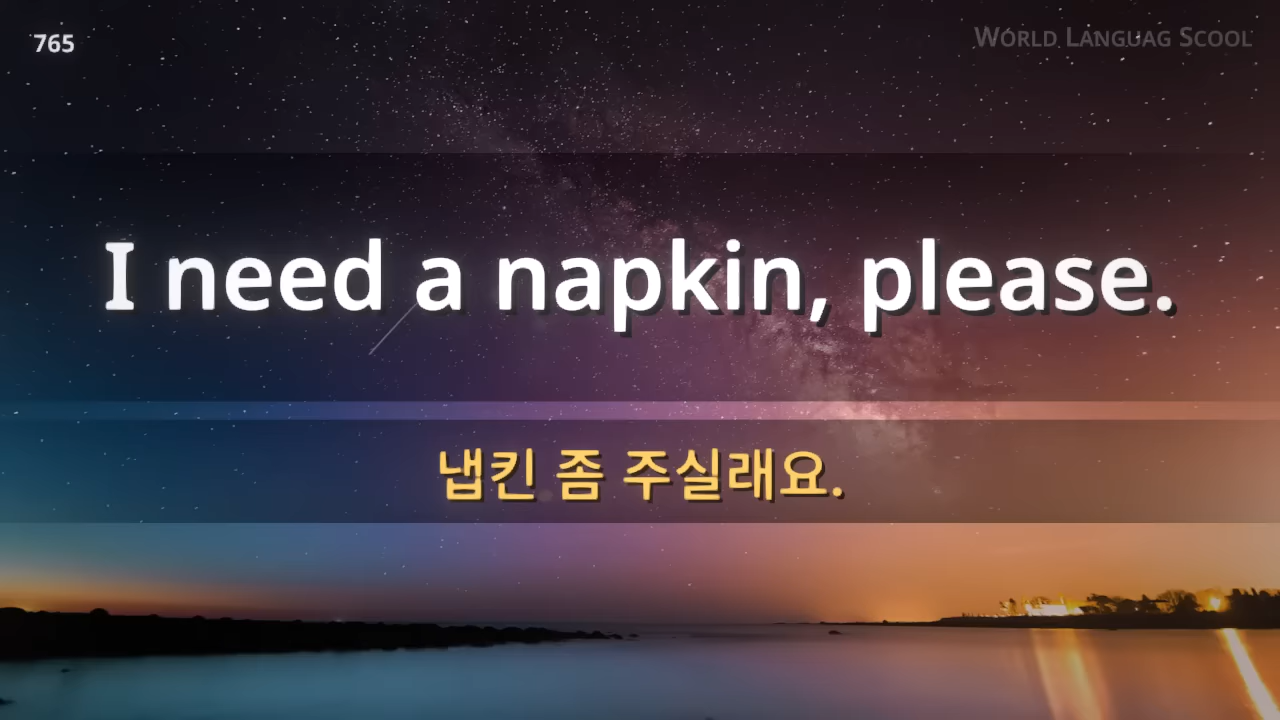 765
World Languag Scool
I need a napkin, please.
냅킨 좀 주실래요.